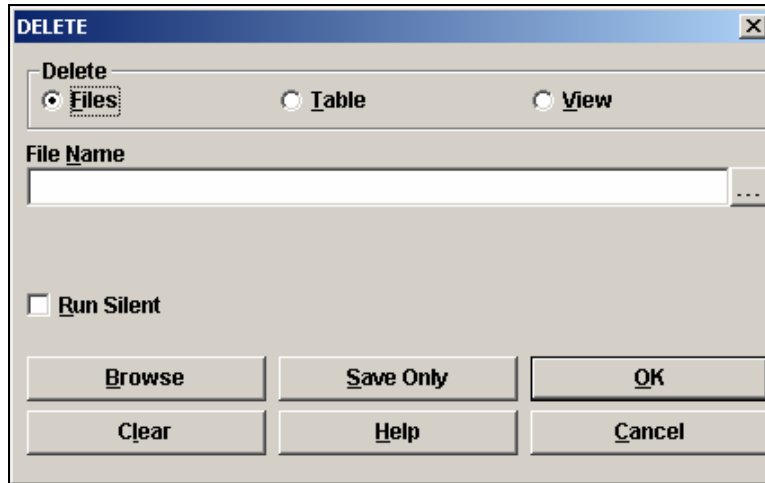 DELETE
Delete
Files Table View
File Name
...
Run Silent
Browse Save Only OK
Clear Help Cancel